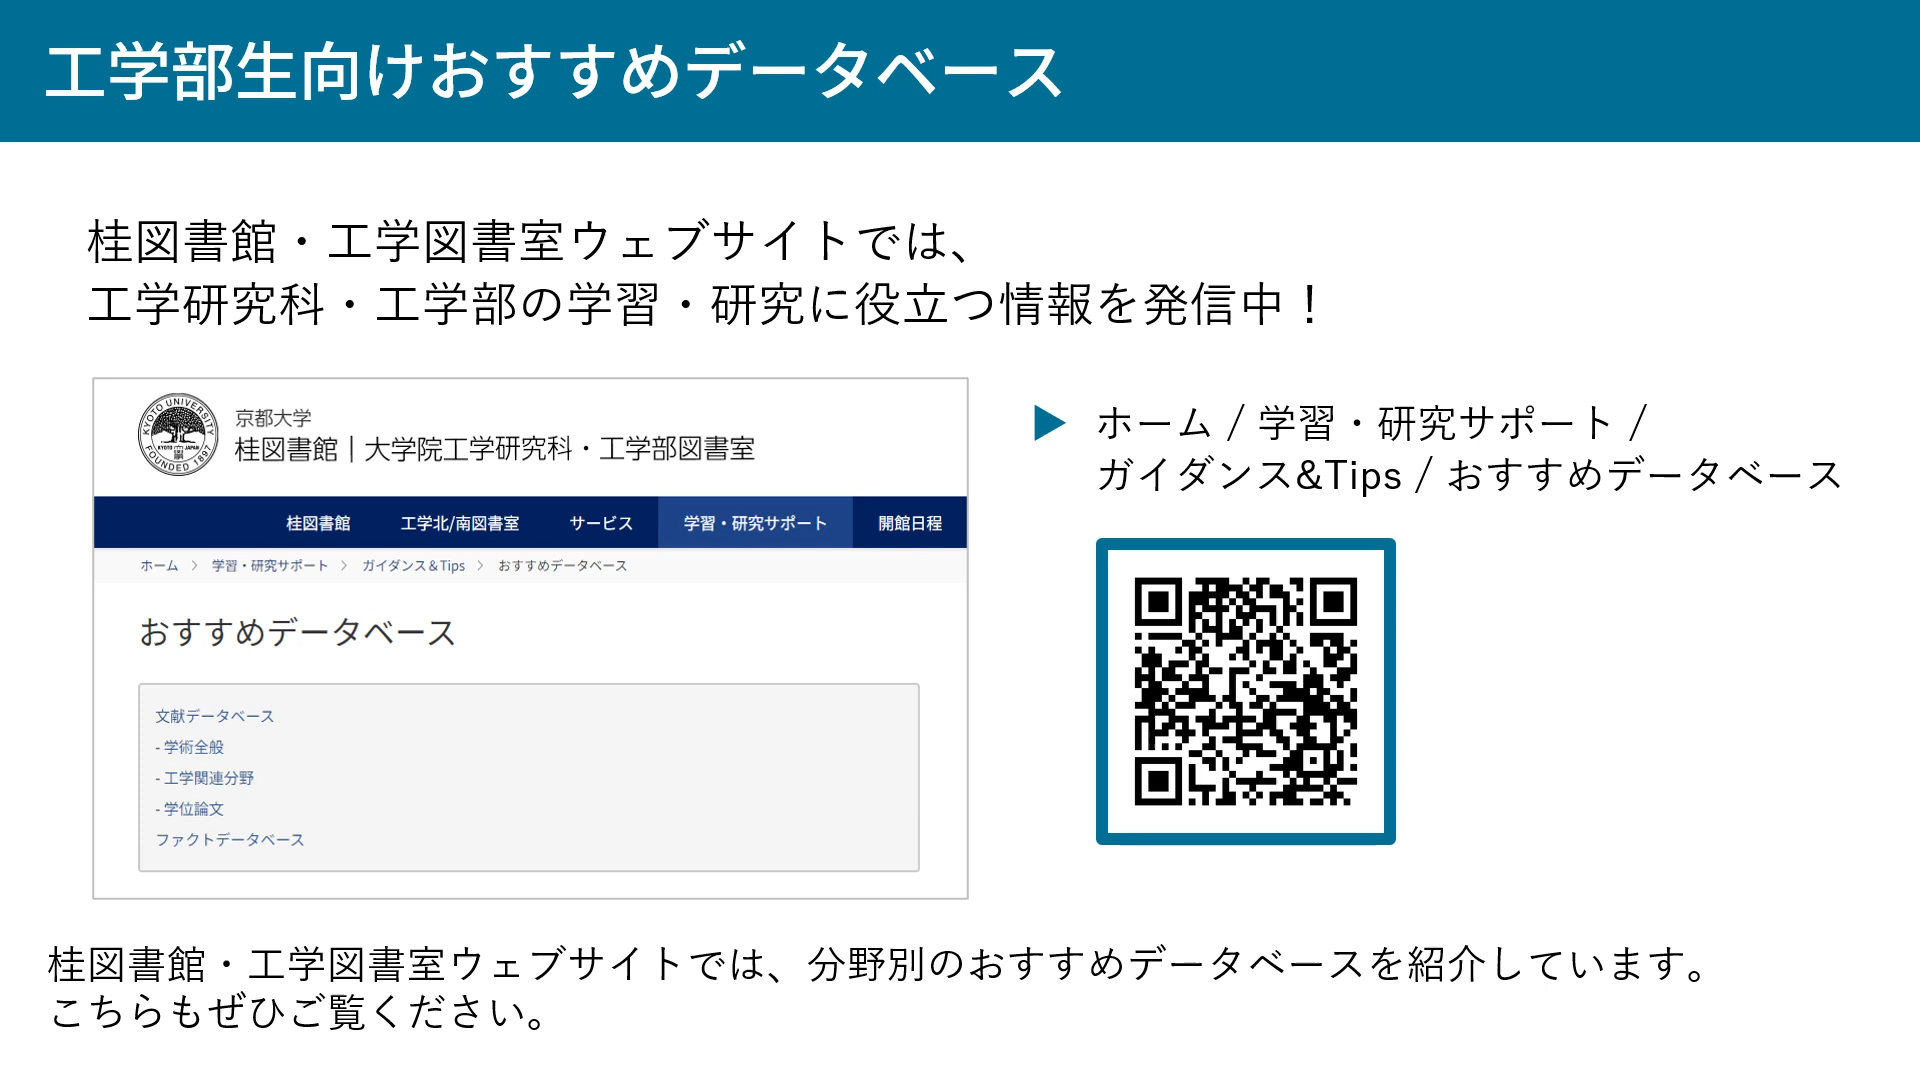 工学部生向けおすすめデータベース
桂図書館・工学図書室ウェブサイトでは、
工学研究科・工学部の学習・研究に役立つ情報を発信中！
KYOTO UNIVERSITY
FOUNDED 1897
KYOTO JAPAN
京都大学
桂図書館｜大学院工学研究科・工学部図書室
桂図書館 工学北/南図書室 サービス 学習・研究サポート 開館日程
ホーム > 学習・研究サポート > ガイダンス＆Tips > おすすめデータベース
おすすめデータベース
文献データベース
- 学術全般
- 工学関連分野
- 学位論文
ファクトデータベース
▶ ホーム / 学習・研究サポート /
ガイダンス&Tips / おすすめデータベース
桂図書館・工学図書室ウェブサイトでは、分野別のおすすめデータベースを紹介しています。
こちらもぜひご覧ください。